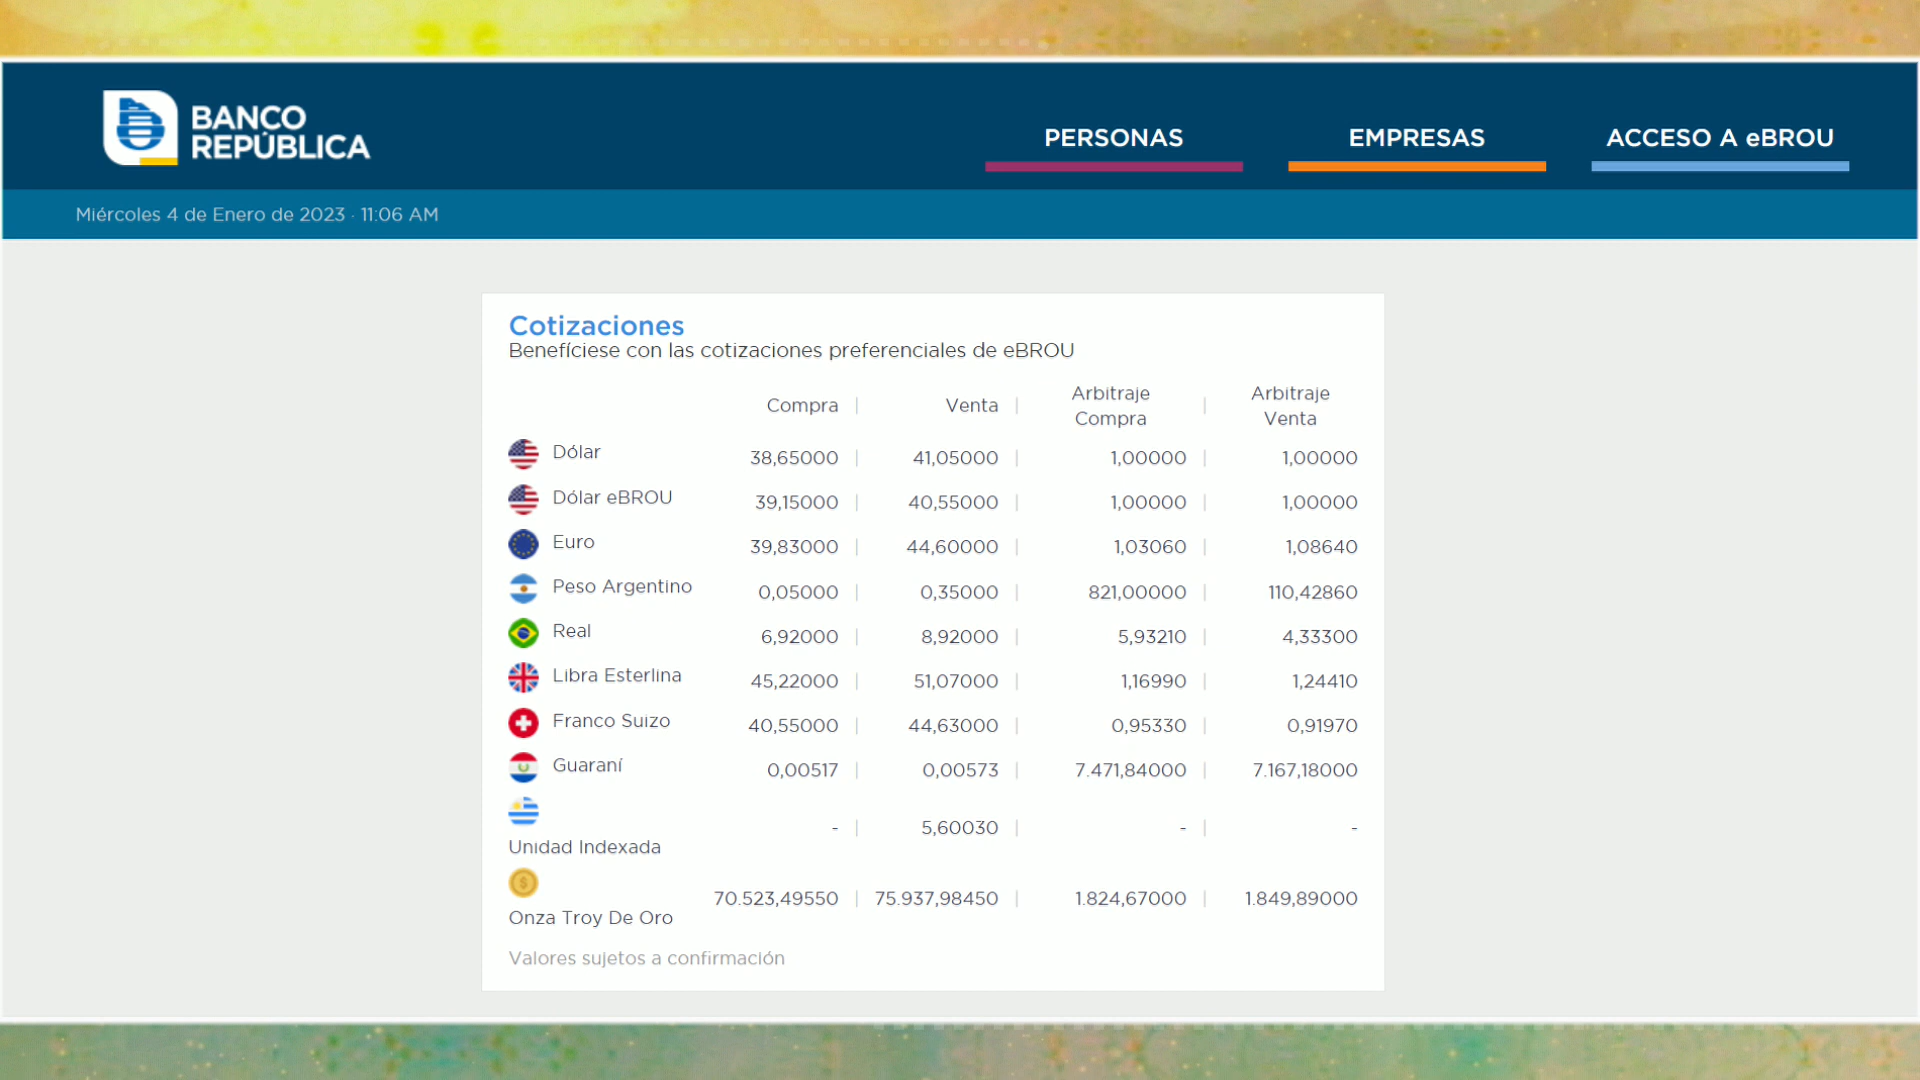 BANCO
REPÚBLICA
PERSONAS EMPRESAS ACCESO A eBROU
Miércoles 4 de Enero de 2023 · 11:06 AM
Cotizaciones
Benefíciese con las cotizaciones preferenciales de eBROU
Compra | Venta | Arbitraje Compra | Arbitraje Venta
Dólar 38,65000 | 41,05000 | 1,00000 | 1,00000
Dólar eBROU 39,15000 | 40,55000 | 1,00000 | 1,00000
Euro 39,83000 | 44,60000 | 1,03060 | 1,08640
Peso Argentino 0,05000 | 0,35000 | 821,00000 | 110,42860
Real 6,92000 | 8,92000 | 5,93210 | 4,33300
Libra Esterlina 45,22000 | 51,07000 | 1,16990 | 1,24410
Franco Suizo 40,55000 | 44,63000 | 0,95330 | 0,91970
Guaraní 0,00517 | 0,00573 | 7.471,84000 | 7.167,18000
Unidad Indexada - | 5,60030 | - | -
Onza Troy De Oro 70.523,49550 | 75.937,98450 | 1.824,67000 | 1.849,89000
Valores sujetos a confirmación